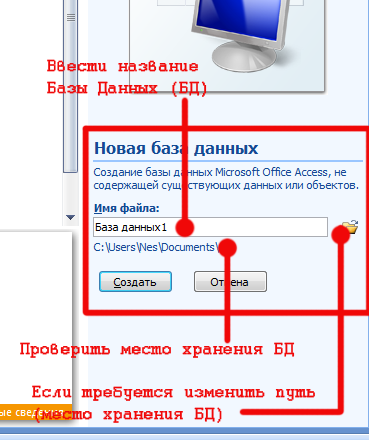 Ввести название
Базы Данных (БД)
Новая база данных
Создание базы данных Microsoft Office Access, не
содержащей существующих данных или объектов.
Имя файла:
База данных1
C:\Users\Nes\Documents\
Создать
Отмена
Проверить место хранения БД
Если требуется изменить путь
(место хранения БД)
ые сведения